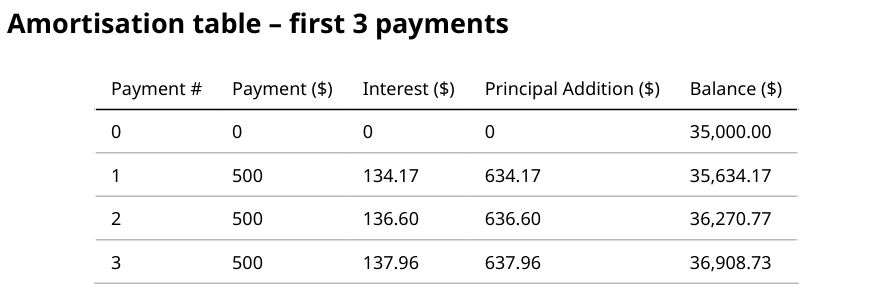 Amortisation table – first 3 payments
Payment # Payment ($) Interest ($) Principal Addition ($) Balance ($)
0 0 0 0 35,000.00
1 500 134.17 634.17 35,634.17
2 500 136.60 636.60 36,270.77
3 500 137.96 637.96 36,908.73